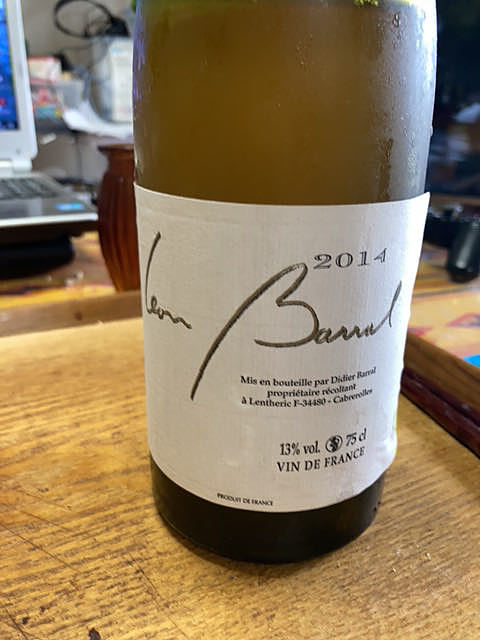 2014
Leon Barral
Mis en bouteille par Didier Barral
propriétaire récoltant
à Lentheric F-34480 - Cabrerolles
13% vol. 75 cl
VIN DE FRANCE
PRODUIT DE FRANCE